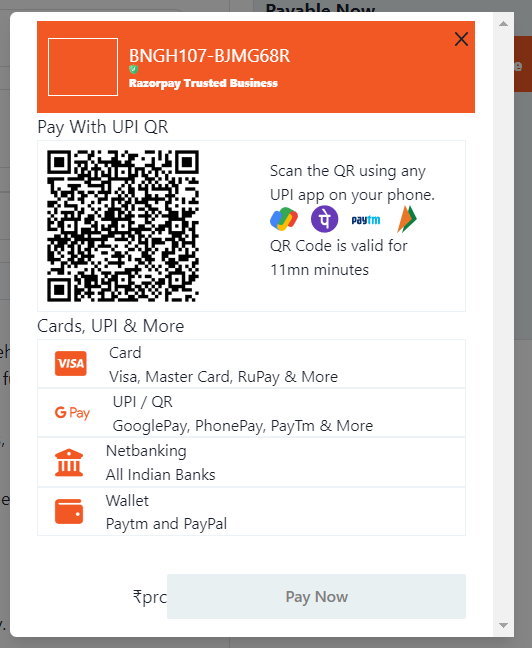 Payable Now
BNGH107-BJMG68R
Razorpay Trusted Business
Pay With UPI QR
Scan the QR using any
UPI app on your phone.
पे paytm
QR Code is valid for
11mn minutes
Cards, UPI & More
VISA
Card
Visa, Master Card, RuPay & More
G Pay
UPI / QR
GooglePay, PhonePay, PayTm & More
Netbanking
All Indian Banks
Wallet
Paytm and PayPal
₹prc
Pay Now